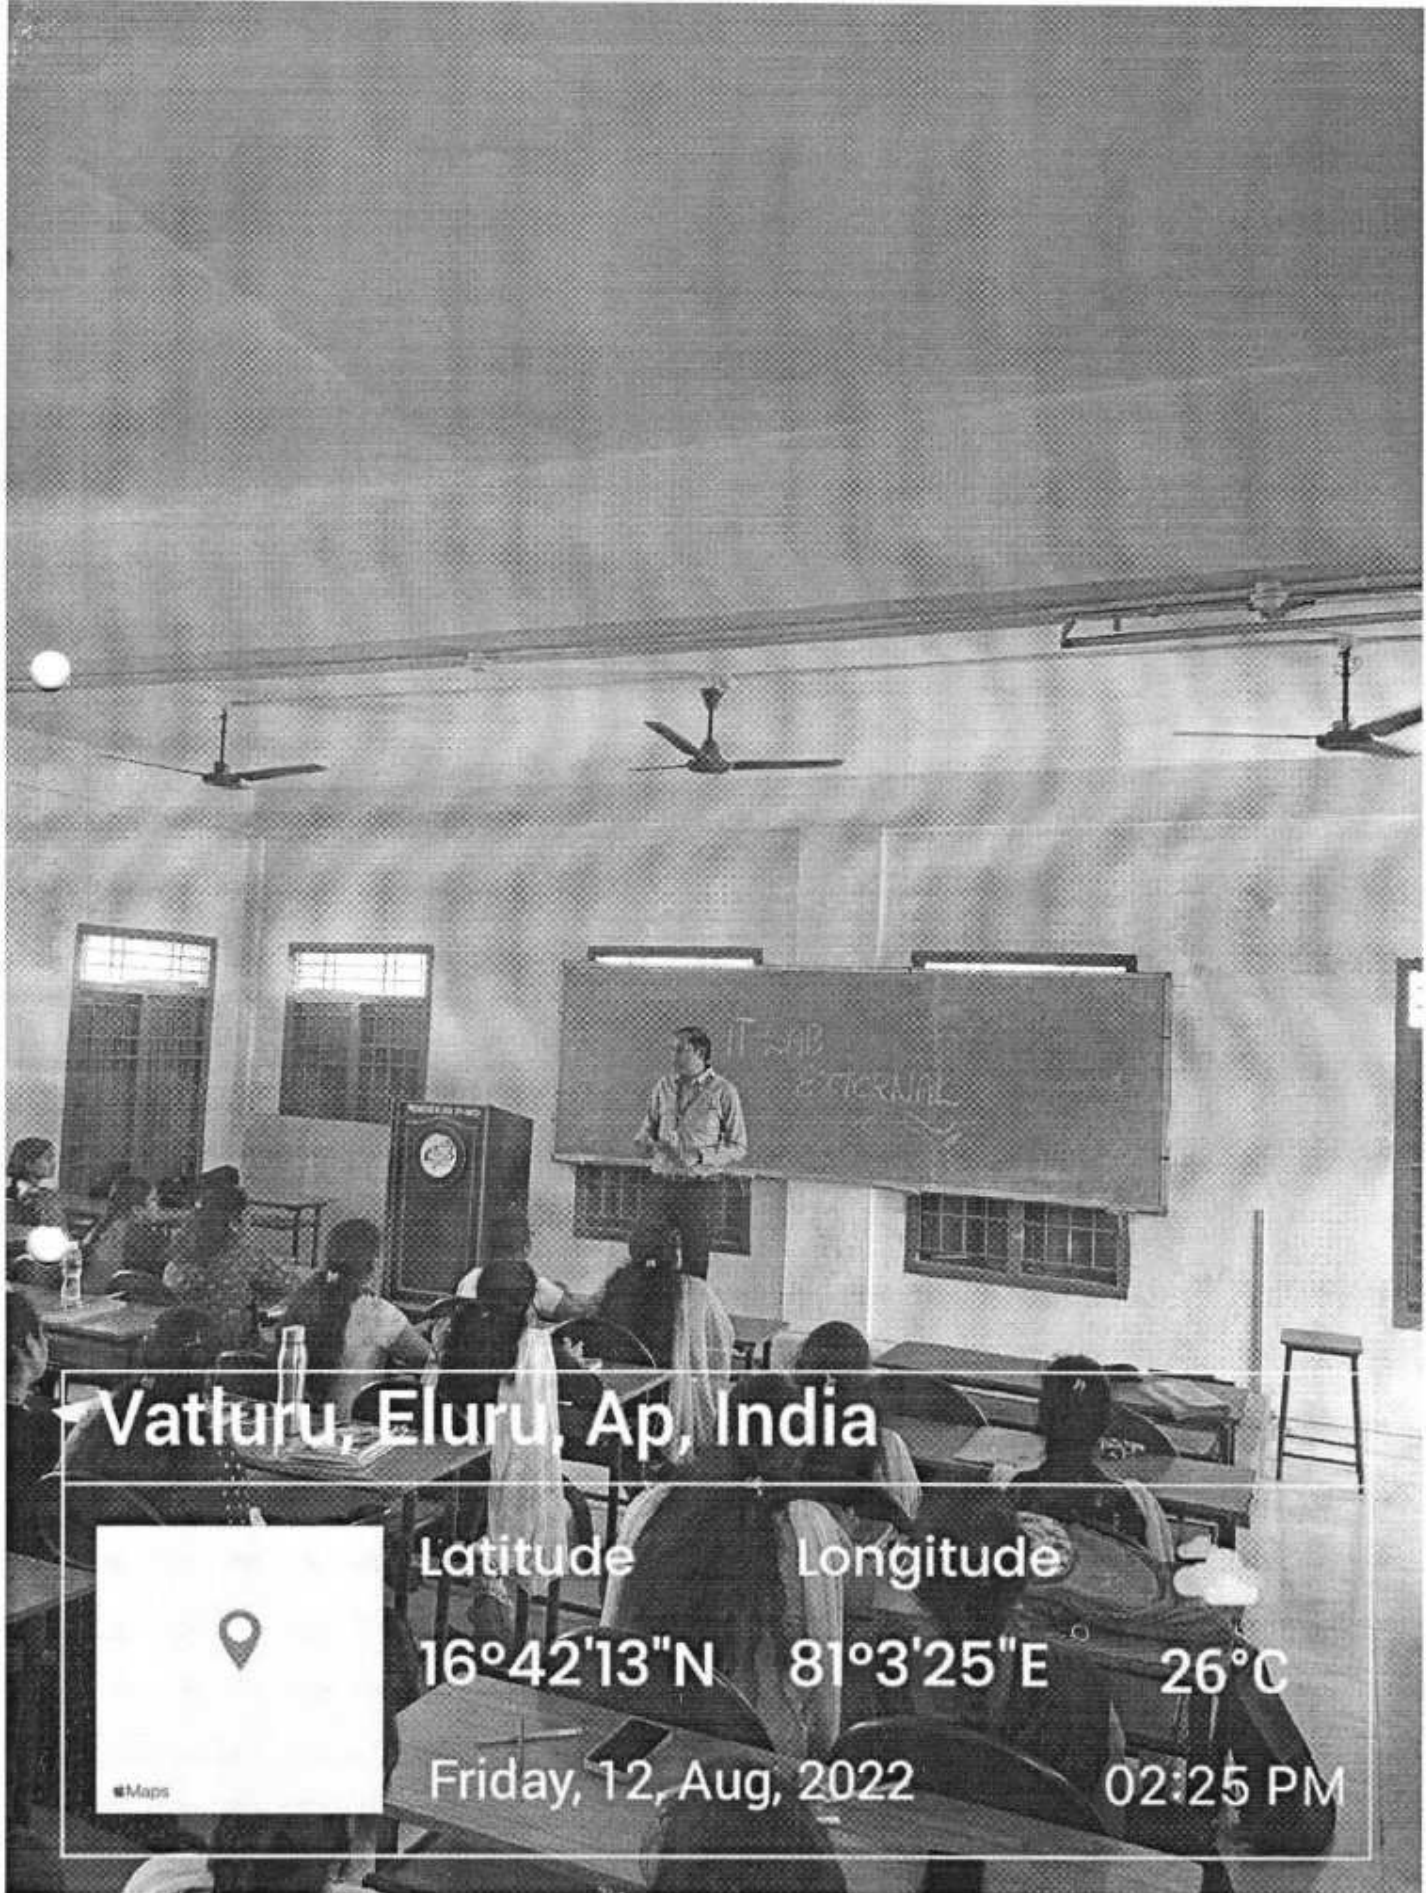 IT LAB
EXTERNAL
Vatluru, Eluru, Ap, India
Latitude Longitude
16°42'13"N 81°3'25"E 26°C
Maps
Friday, 12, Aug, 2022 02:25 PM